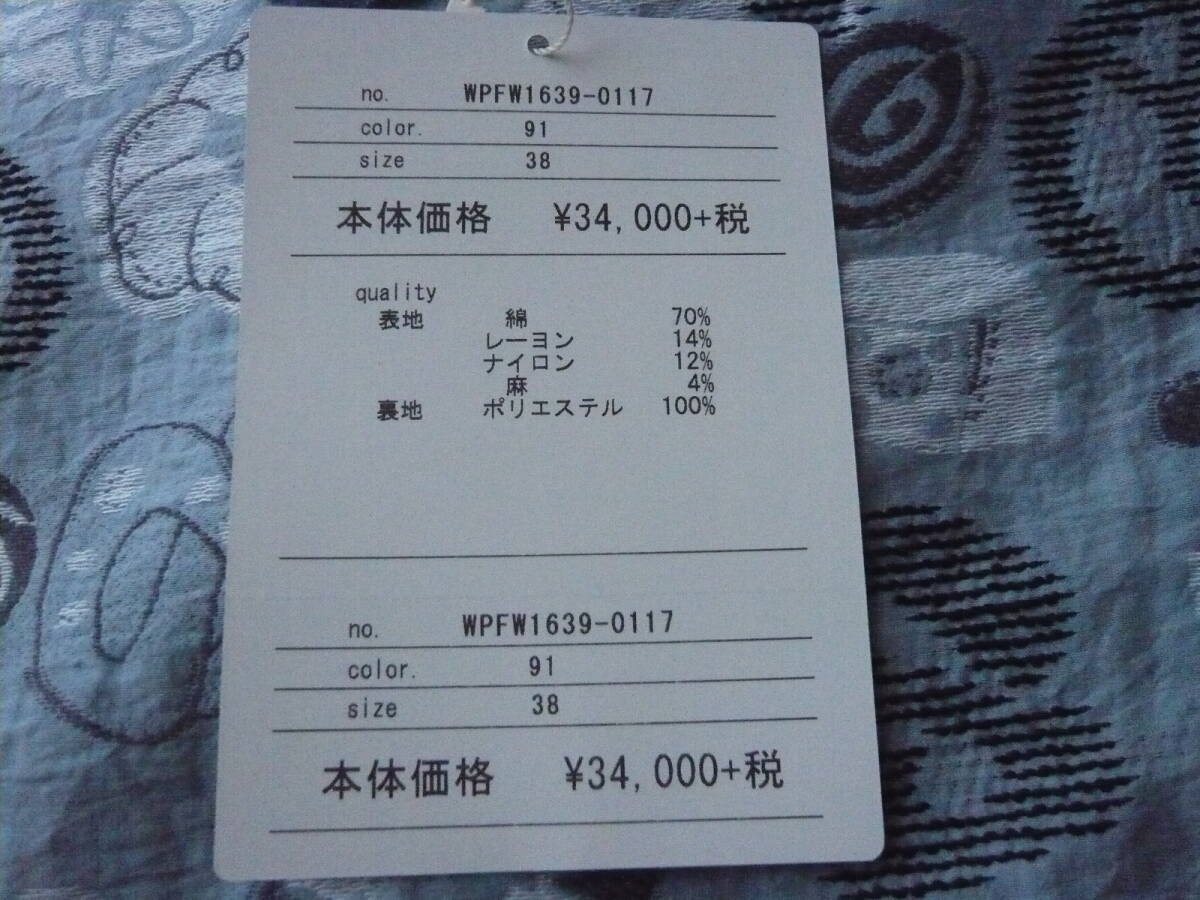 no. WPFW1639-0117
color. 91
size 38
本体価格 ¥34,000+税
quality
表地 綿 70%
レーヨン 14%
ナイロン 12%
麻 4%
裏地 ポリエステル 100%
no. WPFW1639-0117
color. 91
size 38
本体価格 ¥34,000+税